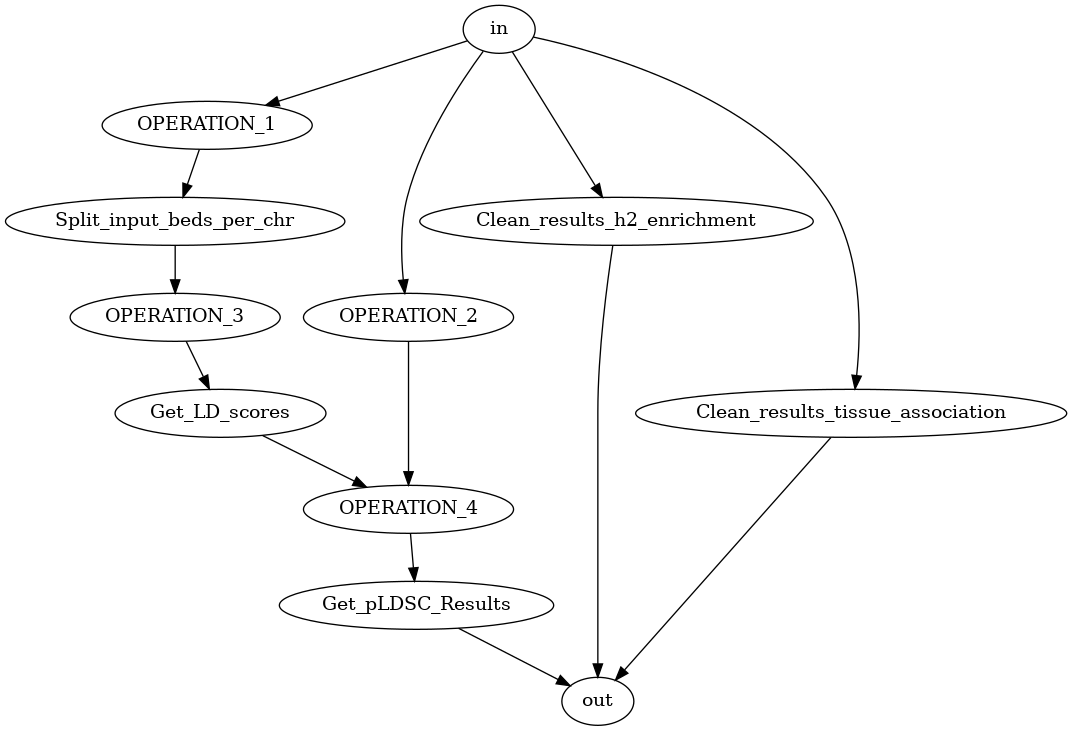 in
OPERATION_1
Split_input_beds_per_chr
Clean_results_h2_enrichment
OPERATION_3
OPERATION_2
Get_LD_scores
Clean_results_tissue_association
OPERATION_4
Get_pLDSC_Results
out